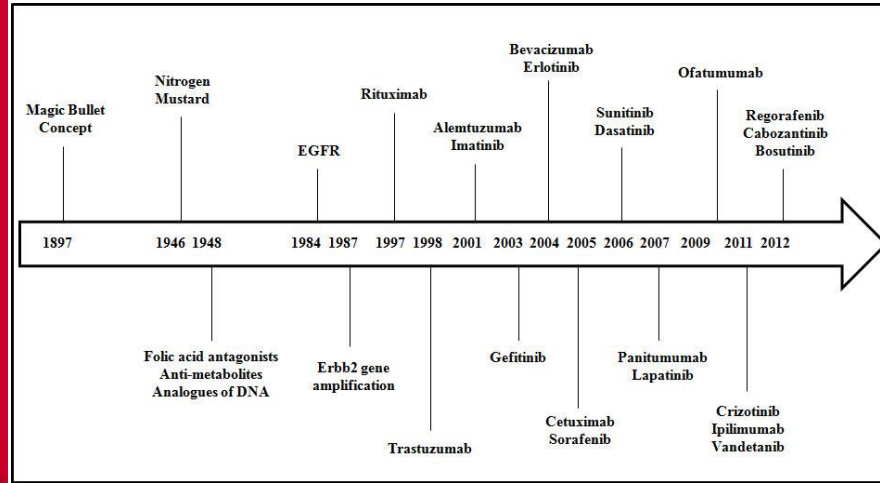 Magic Bullet
Concept
Nitrogen
Mustard
EGFR
Rituximab
Alemtuzumab
Imatinib
Bevacizumab
Erlotinib
Sunitinib
Dasatinib
Ofatumumab
Regorafenib
Cabozantinib
Bosutinib
1897 1946 1948 1984 1987 1997 1998 2001 2003 2004 2005 2006 2007 2009 2011 2012
Folic acid antagonists
Anti-metabolites
Analogues of DNA
Erbb2 gene
amplification
Trastuzumab
Gefitinib
Cetuximab
Sorafenib
Panitumumab
Lapatinib
Crizotinib
Ipilimumab
Vandetanib